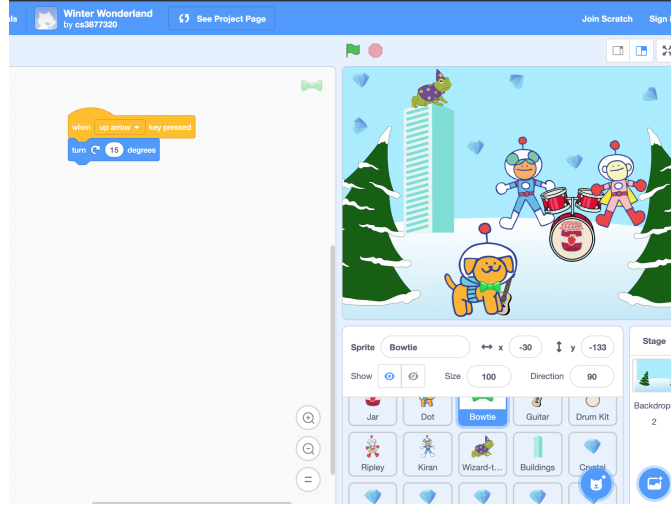 als
Winter Wonderland
by cs3877320
See Project Page
Join Scratch
Sign i
when up arrow key pressed
turn 15 degrees
Sprite Bowtie x -30 y -133
Show Size 100 Direction 90
Stage
Backdrop
2
Jar Dot Bowtie Guitar Drum Kit
Ripley Kiran Wizard-t... Buildings Crystal